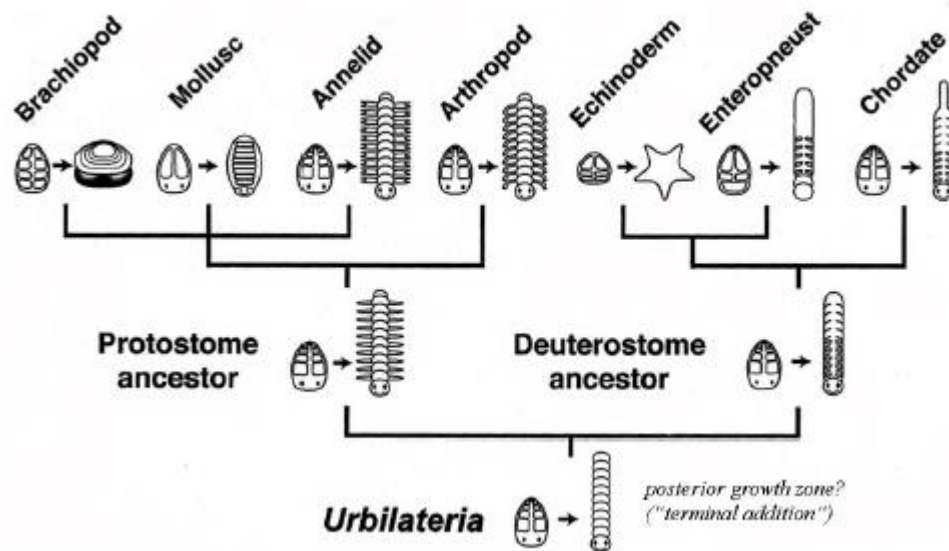 Brachiopod
Mollusc
Annelid
Arthropod
Echinoderm
Enteropneust
Chordate
Protostome
ancestor
Deuterostome
ancestor
Urbilateria
posterior growth zone?
("terminal addition")